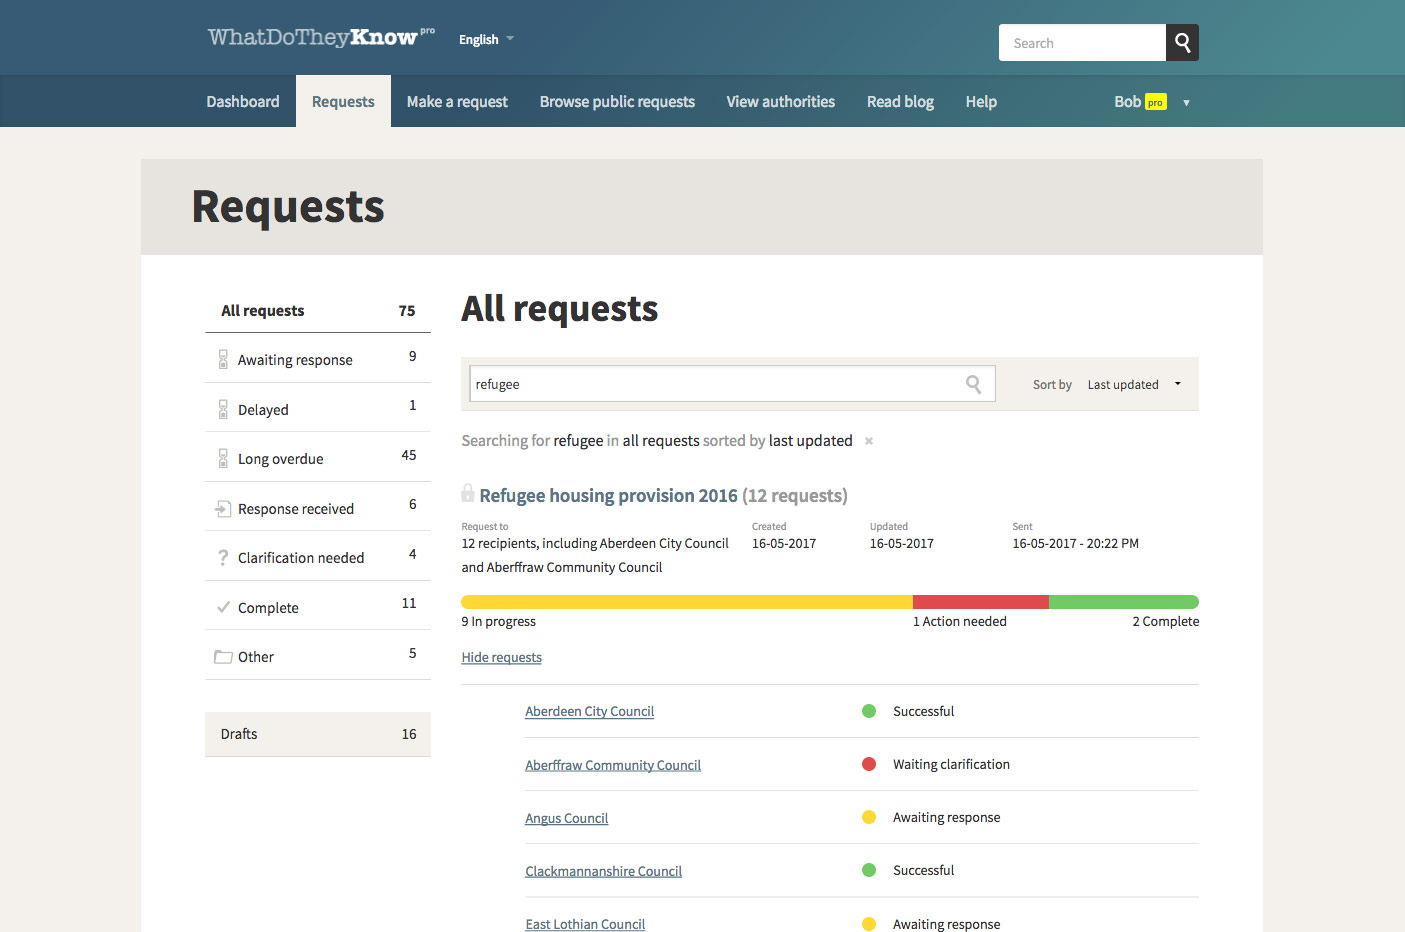 WhatDoTheyKnow pro
English
Search
Dashboard
Requests
Make a request
Browse public requests
View authorities
Read blog
Help
Bob pro
Requests
All requests 75
Awaiting response 9
Delayed 1
Long overdue 45
Response received 6
Clarification needed 4
Complete 11
Other 5
Drafts 16
All requests
refugee
Sort by Last updated
Searching for refugee in all requests sorted by last updated
Refugee housing provision 2016 (12 requests)
Request to
12 recipients, including Aberdeen City Council
and Aberffraw Community Council
Created
16-05-2017
Updated
16-05-2017
Sent
16-05-2017 - 20:22 PM
9 In progress
1 Action needed
2 Complete
Hide requests
Aberdeen City Council Successful
Aberffraw Community Council Waiting clarification
Angus Council Awaiting response
Clackmannanshire Council Successful
East Lothian Council Awaiting response